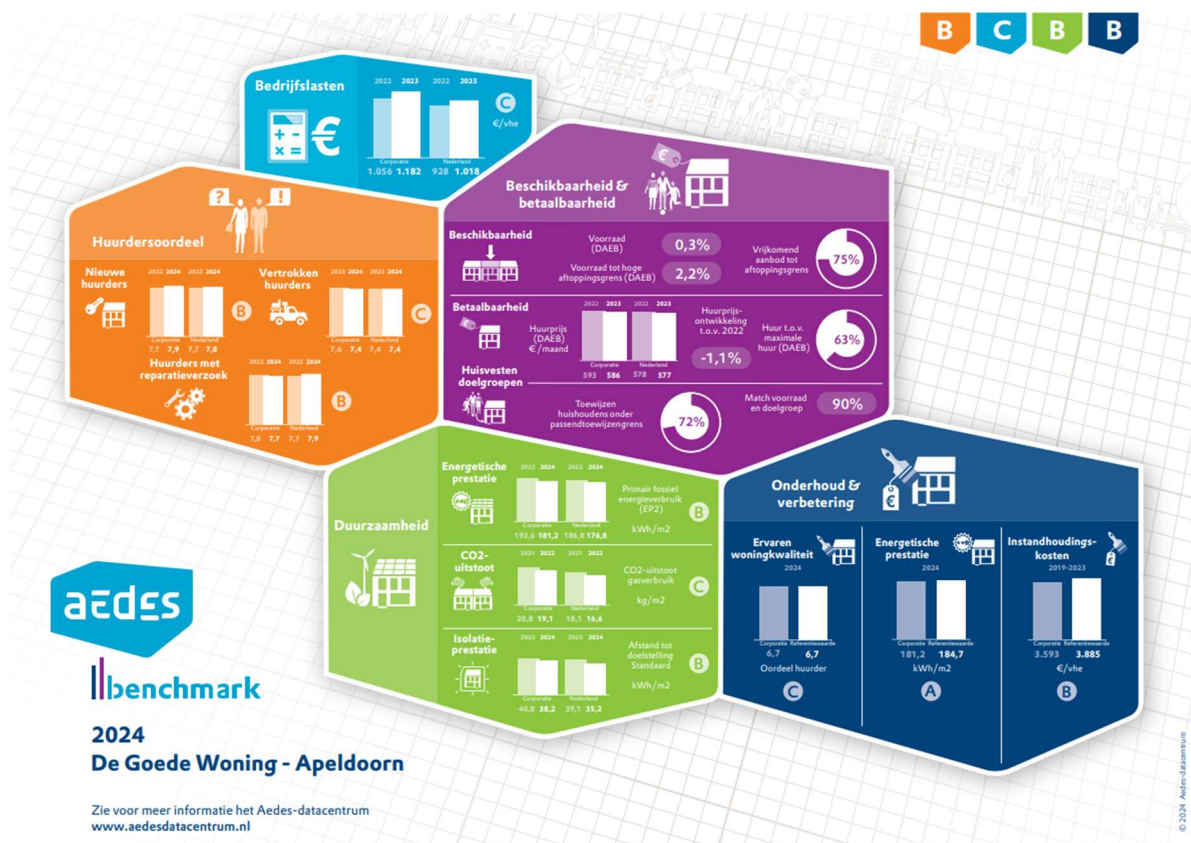 B C B B
Bedrijfslasten
2022 2023 2022 2023
C
€/vhe
Corporatie Nederland
1.056 1.182 928 1.018
Huurdersoordeel
Nieuwe
huurders
2023 2024 2023 2024
Corporatie Nederland
7,7 7,9 7,7 7,8
B
Vertrokken
huurders
2023 2024 2023 2024
Corporatie Nederland
7,6 7,4 7,6 7,4
C
Huurders met
reparatieverzoek
2023 2024 2023 2024
Corporatie Nederland
7,8 7,7 7,7 7,9
B
Beschikbaarheid &
betaalbaarheid
Beschikbaarheid
Voorraad
(DAEB)
0,3%
Voorraad tot hoge
aftoppingsgrens (DAEB)
2,2%
Vrijkomend
aanbod tot
aftoppingsgrens
75%
Betaalbaarheid
Huurprijs
(DAEB)
€/maand
2022 2023 2022 2023
Corporatie Nederland
593 586 578 577
Huurprijs-
ontwikkeling
t.o.v. 2022
-1,1%
Huur t.o.v.
maximale
huur (DAEB)
63%
Huisvesten
doelgroepen
Toewijzen
huishoudens onder
passendtoewijzengrens
72%
Match voorraad
en doelgroep
90%
Duurzaamheid
Energetische
prestatie
2023 2024 2023 2024
Corporatie Nederland
193,6 181,2 186,8 176,8
Primair fossiel
energieverbruik
(EP2)
kWh/m2
B
CO2-
uitstoot
2021 2022 2021 2022
Corporatie Nederland
20,8 19,1 18,1 16,6
CO2-uitstoot
gasverbruik
kg/m2
C
Isolatie-
prestatie
2023 2024 2023 2024
Corporatie Nederland
40,8 38,2 39,1 35,2
Afstand tot
doelstelling
Standaard
kWh/m2
B
Onderhoud &
verbetering
Ervaren
woningkwaliteit
2024
Corporatie Referentiewaarde
6,7 6,7
Oordeel huurder
C
Energetische
prestatie
2024
Corporatie Referentiewaarde
181,2 184,7
kWh/m2
A
Instandhoudings-
kosten
2019-2023
Corporatie Referentiewaarde
3.593 3.885
€/vhe
B
aedes
benchmark
2024
De Goede Woning - Apeldoorn
Zie voor meer informatie het Aedes-datacentrum
www.aedesdatacentrum.nl
© 2024 Aedes-datacentrum